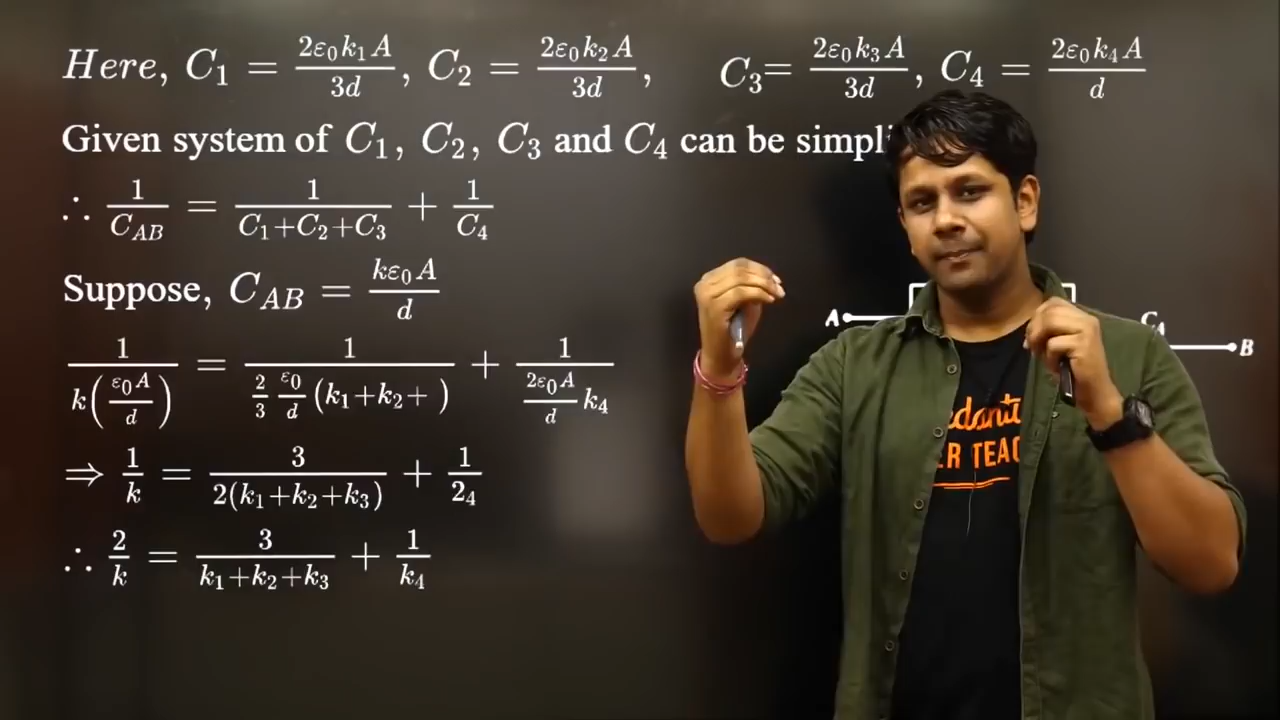 Here, C₁ = 2ε₀k₁A/3d, C₂ = 2ε₀k₂A/3d, C₃= 2ε₀k₃A/3d, C₄ = 2ε₀k₄A/d
Given system of C₁, C₂, C₃ and C₄ can be simpli
∴ 1/C_AB = 1/(C₁+C₂+C₃) + 1/C₄
Suppose, C_AB = kε₀A/d
1/(k(ε₀A/d)) = 1/((2/3)(ε₀/d)(k₁+k₂+ )) + 1/((2ε₀A/d)k₄)
⇒ 1/k = 3/(2(k₁+k₂+k₃)) + 1/2₄
∴ 2/k = 3/(k₁+k₂+k₃) + 1/k₄
A
C₄
B
edantu
ER TEAC